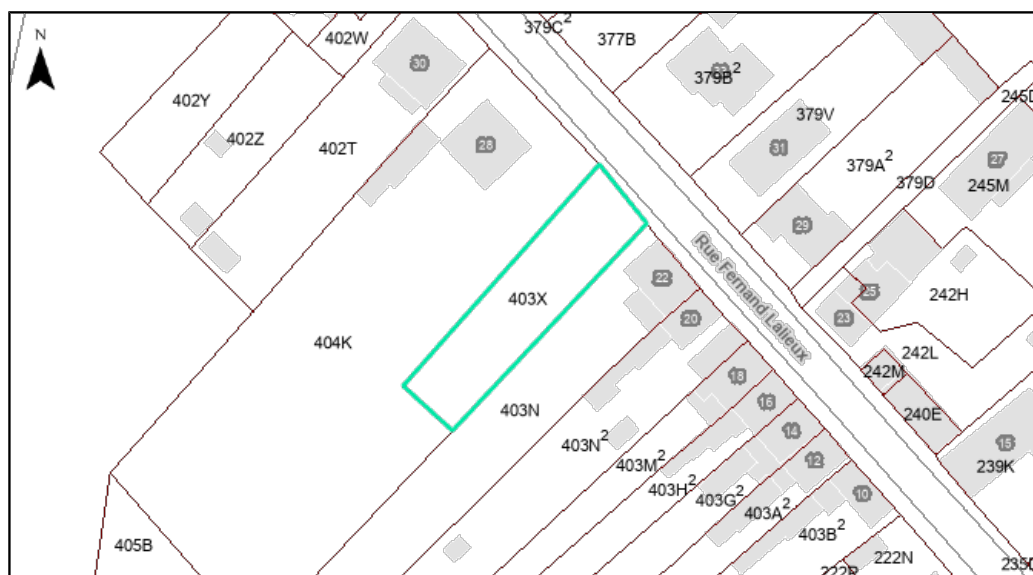 379C²
377B
N
402W
30
33
379B²
402Y
245D
379V
402Z
402T
28
31
27
379A²
379D
245M
29
Rue Fernand Lalieux
22
25
242H
403X
20
23
404K
242L
18
242M
403N
16
240E
14
403N²
12
15
403M²
239K
403H²
10
403G²
403A²
403B²
405B
222N
222P
235